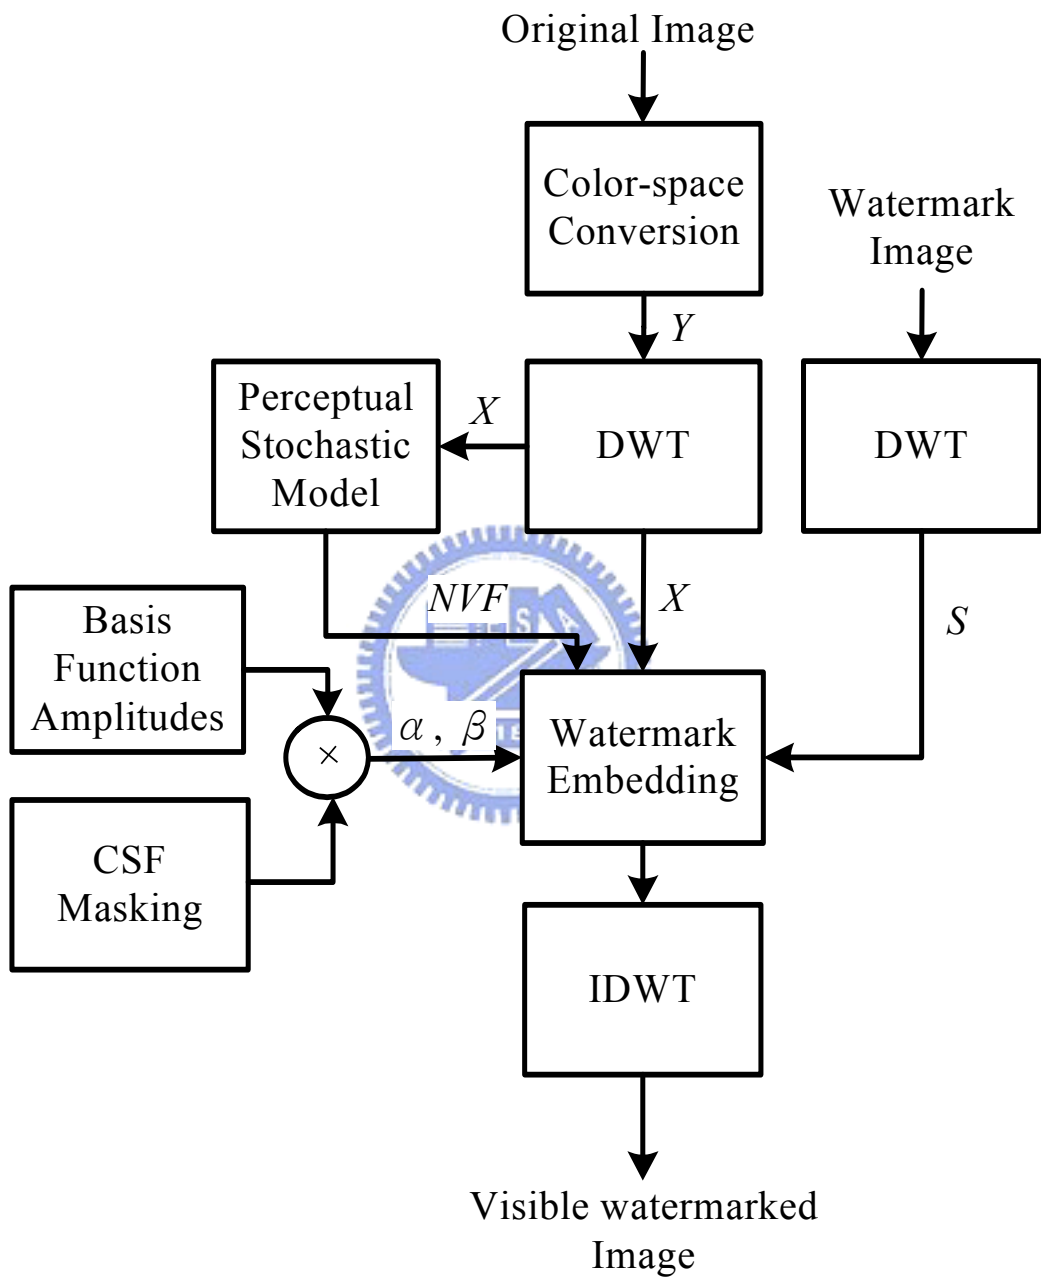 Original Image
Color-space
Conversion
Watermark
Image
Y
Perceptual
Stochastic
Model
X
DWT
DWT
NVF
X
S
Basis
Function
Amplitudes
α , β
×
Watermark
Embedding
CSF
Masking
IDWT
Visible watermarked
Image